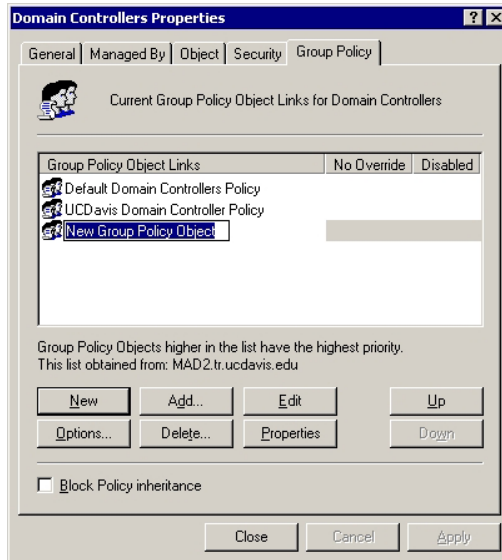 Domain Controllers Properties
General Managed By Object Security Group Policy
Current Group Policy Object Links for Domain Controllers
Group Policy Object Links No Override Disabled
Default Domain Controllers Policy
UCDavis Domain Controller Policy
New Group Policy Object
Group Policy Objects higher in the list have the highest priority.
This list obtained from: MAD2.tr.ucdavis.edu
New Add... Edit Up
Options... Delete... Properties Down
Block Policy inheritance
Close Cancel Apply